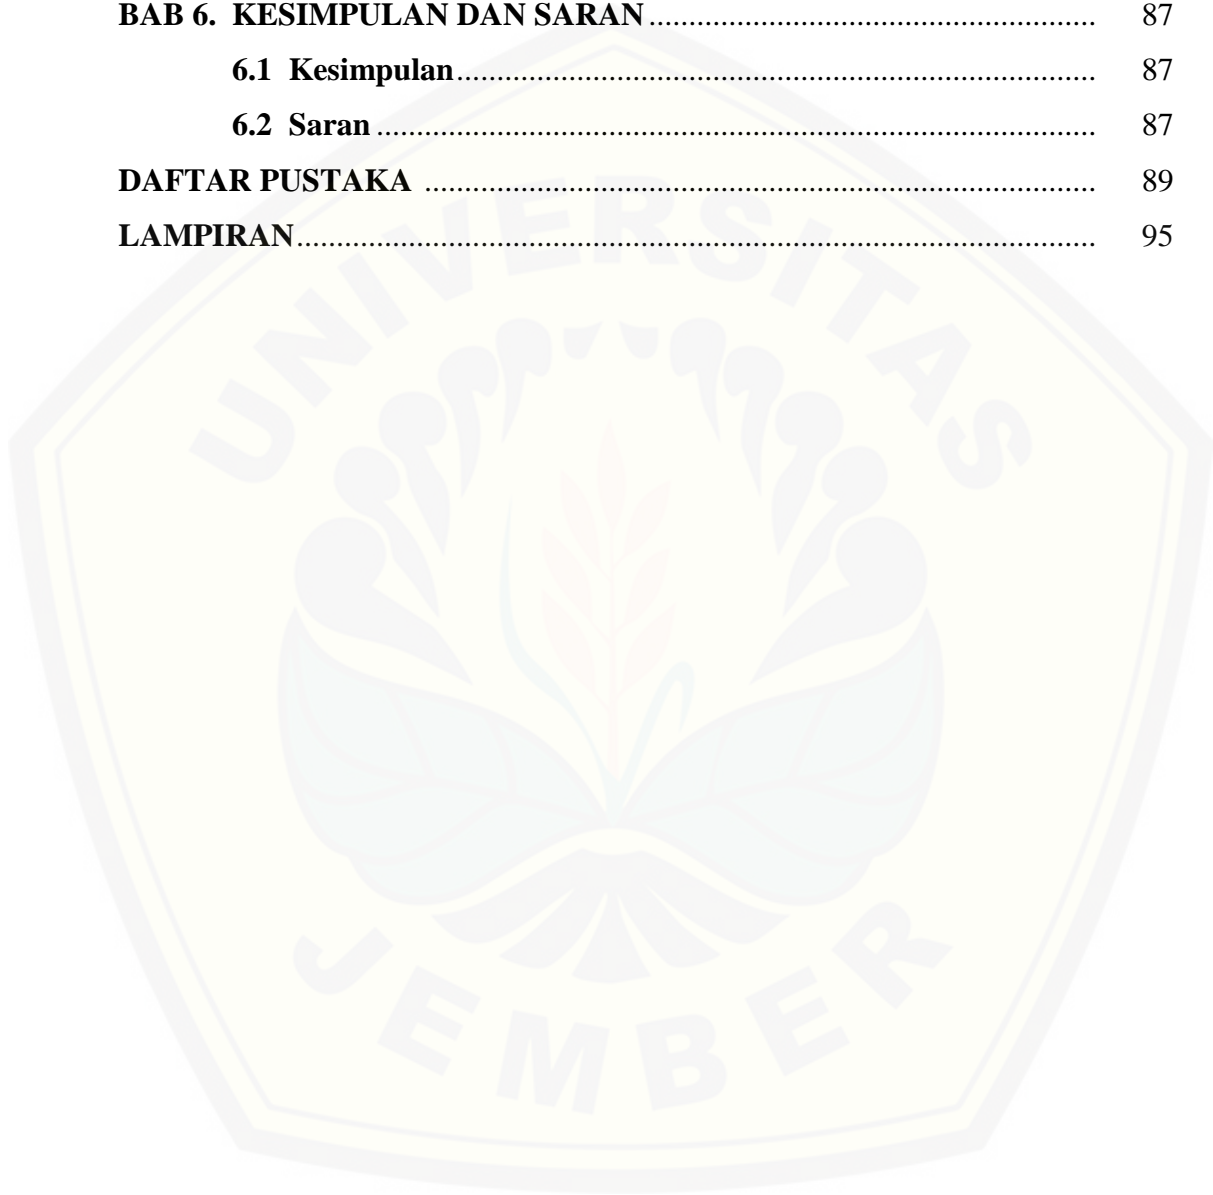 BAB 6. KESIMPULAN DAN SARAN ........................................................ 87
6.1 Kesimpulan ................................................................................ 87
6.2 Saran .......................................................................................... 87
DAFTAR PUSTAKA .................................................................................... 89
LAMPIRAN .................................................................................................... 95
UNIVERSITAS
JEMBER